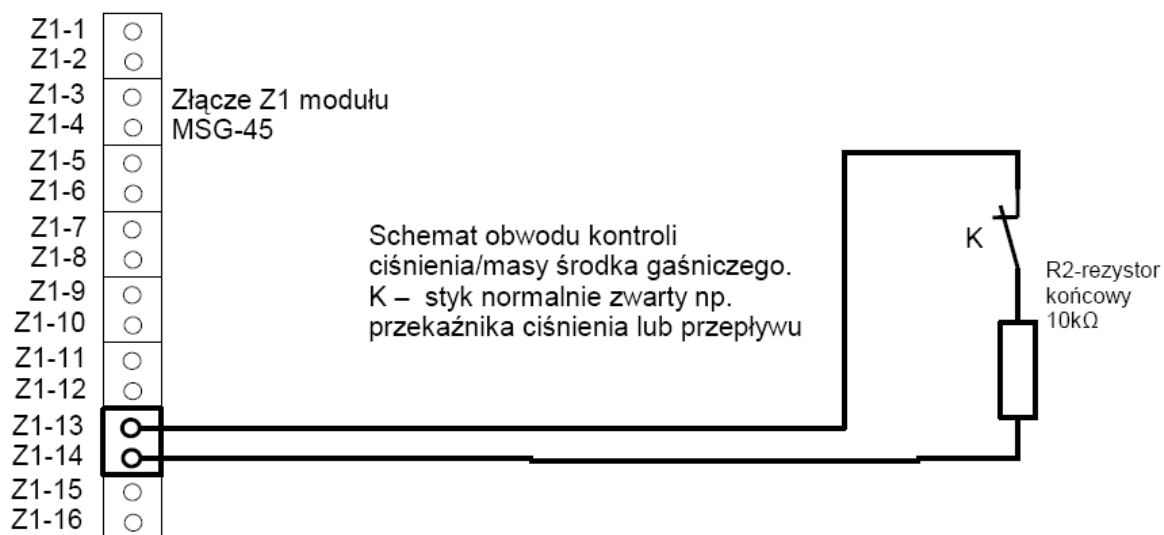 Z1-1
Z1-2
Z1-3
Z1-4
Z1-5
Z1-6
Z1-7
Z1-8
Z1-9
Z1-10
Z1-11
Z1-12
Z1-13
Z1-14
Z1-15
Z1-16
Złącze Z1 modułu
MSG-45
Schemat obwodu kontroli
ciśnienia/masy środka gaśniczego.
K – styk normalnie zwarty np.
przekaźnika ciśnienia lub przepływu
K
R2-rezystor
końcowy
10kΩ